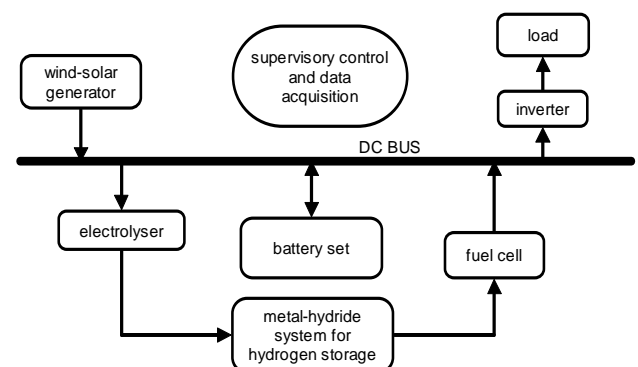 load
wind-solar
generator
supervisory control
and data
acquisition
inverter
DC BUS
electrolyser
battery set
fuel cell
metal-hydride
system for
hydrogen storage